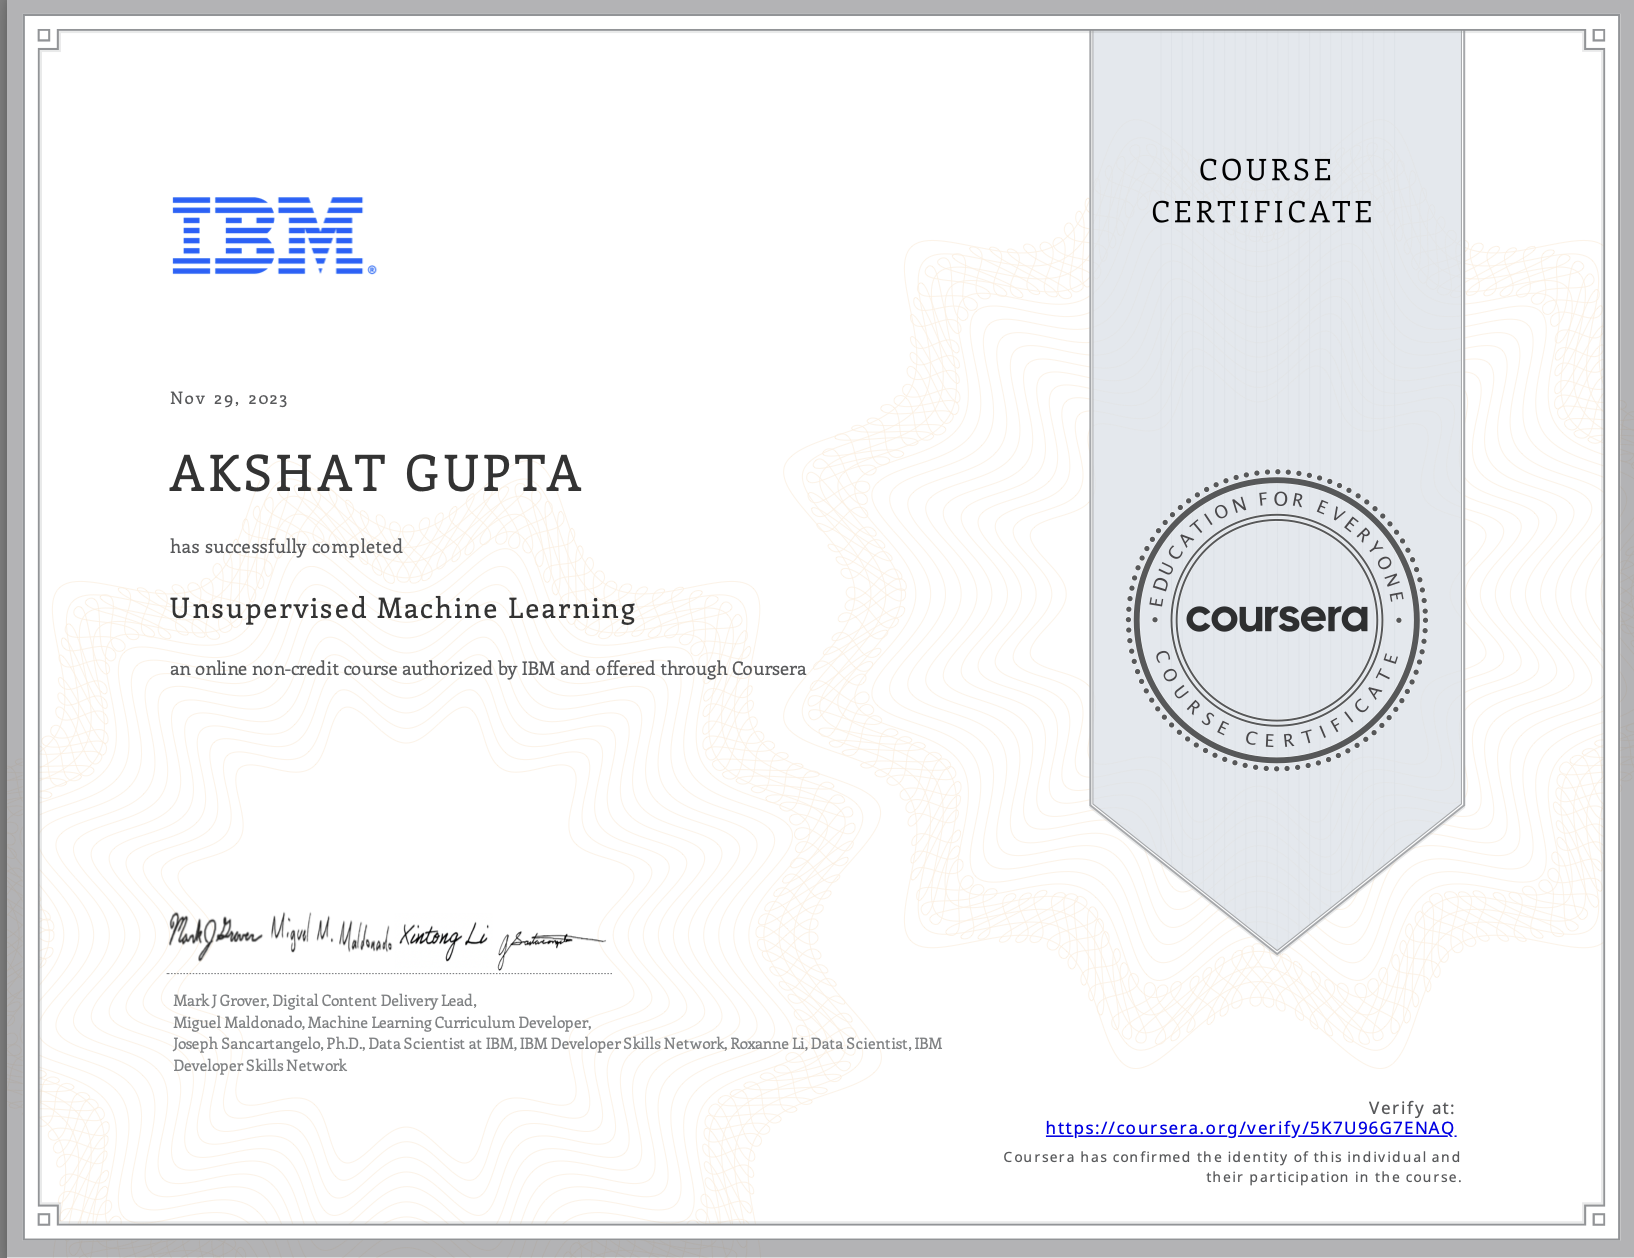 COURSE
CERTIFICATE
IBM®
Nov 29, 2023
AKSHAT GUPTA
has successfully completed
Unsupervised Machine Learning
an online non-credit course authorized by IBM and offered through Coursera
• EDUCATION FOR EVERYONE •
coursera
COURSE CERTIFICATE
Mark J Grover Miguel M. Maldonado Xintong Li
Mark J Grover, Digital Content Delivery Lead,
Miguel Maldonado, Machine Learning Curriculum Developer,
Joseph Sancartangelo, Ph.D., Data Scientist at IBM, IBM Developer Skills Network, Roxanne Li, Data Scientist, IBM
Developer Skills Network
Verify at:
https://coursera.org/verify/5K7U96G7ENAQ
Coursera has confirmed the identity of this individual and
their participation in the course.